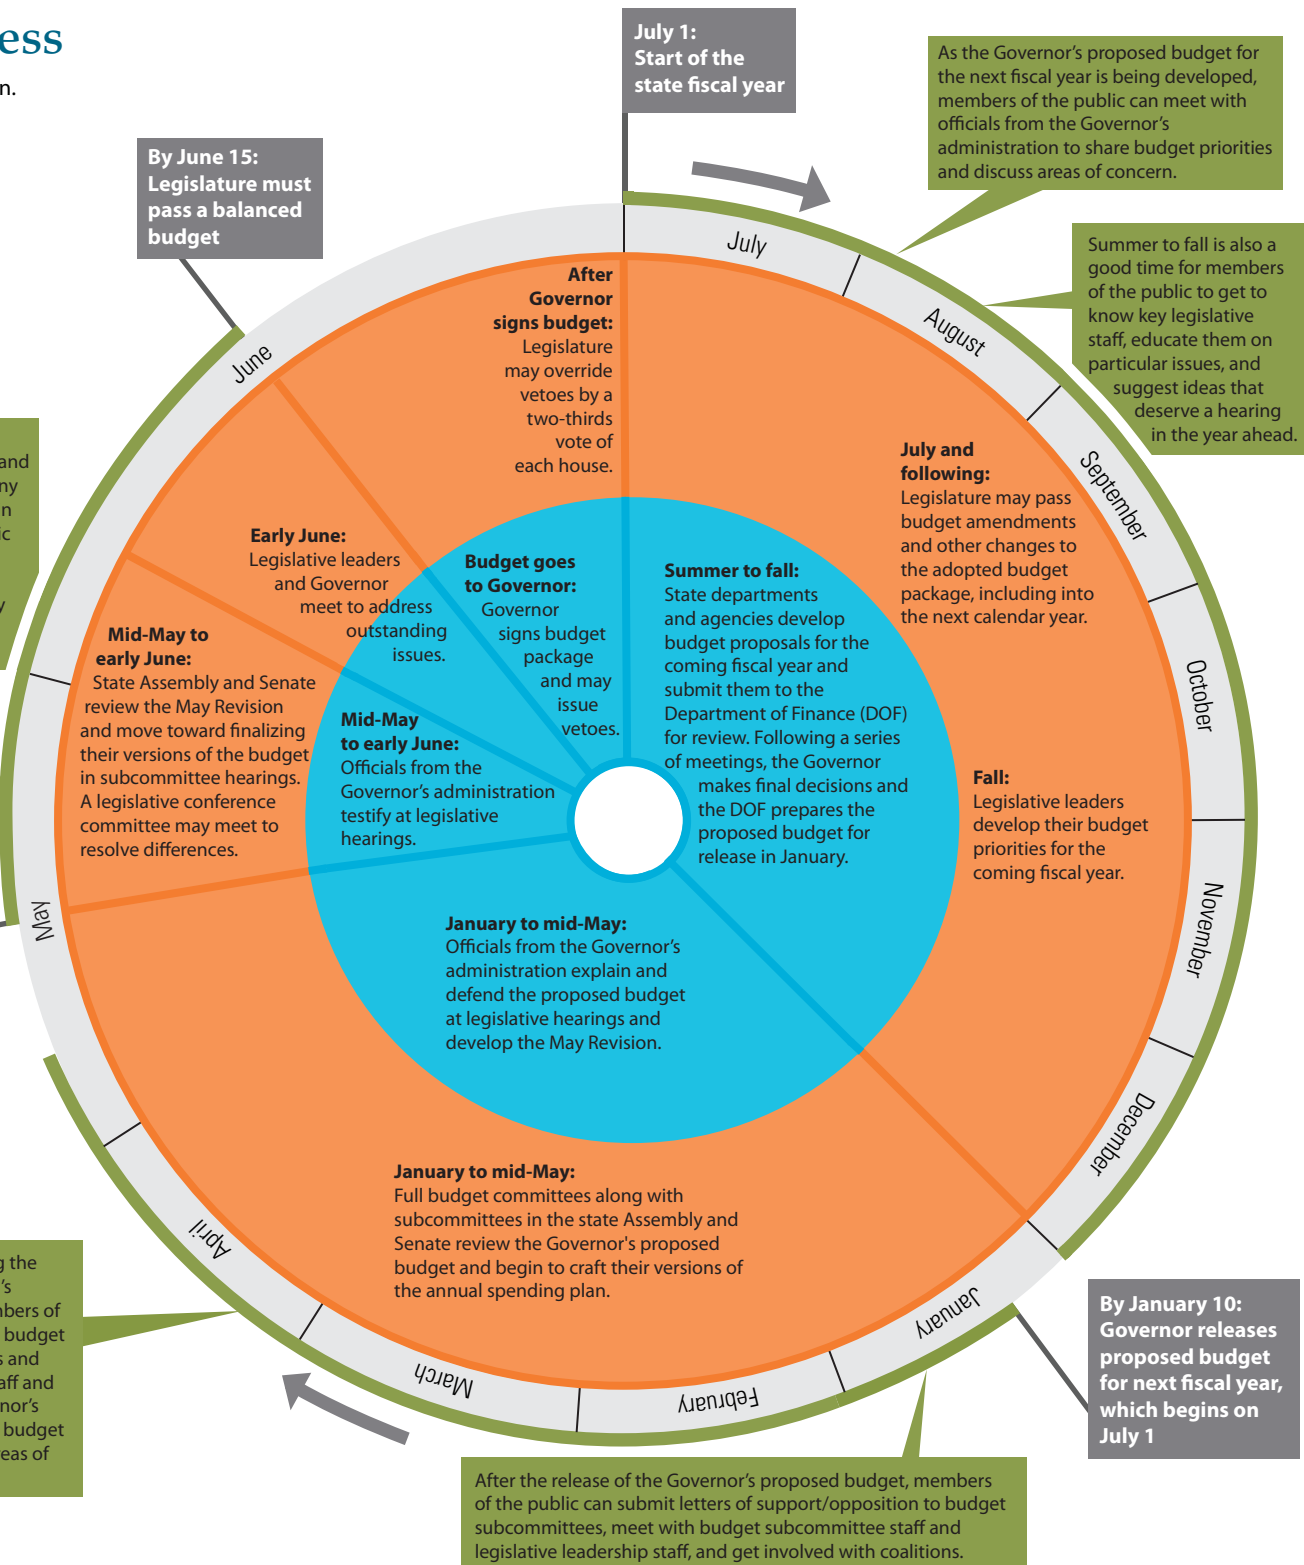 ess
n.
July 1:
Start of the
state fiscal year
As the Governor’s proposed budget for
the next fiscal year is being developed,
members of the public can meet with
officials from the Governor’s
administration to share budget priorities
and discuss areas of concern.
By June 15:
Legislature must
pass a balanced
budget
Summer to fall is also a
good time for members
of the public to get to
know key legislative
staff, educate them on
particular issues, and
suggest ideas that
deserve a hearing
in the year ahead.
July
August
September
October
November
December
January
February
March
April
May
June
After
Governor
signs budget:
Legislature
may override
vetoes by a
two-thirds
vote of
each house.
July and
following:
Legislature may pass
budget amendments
and other changes to
the adopted budget
package, including into
the next calendar year.
and
ny
n
ic
y
Early June:
Legislative leaders
and Governor
meet to address
outstanding
issues.
Budget goes
to Governor:
Governor
signs budget
package
and may
issue
vetoes.
Summer to fall:
State departments
and agencies develop
budget proposals for the
coming fiscal year and
submit them to the
Department of Finance (DOF)
for review. Following a series
of meetings, the Governor
makes final decisions and
the DOF prepares the
proposed budget for
release in January.
Mid-May to
early June:
State Assembly and Senate
review the May Revision
and move toward finalizing
their versions of the budget
in subcommittee hearings.
A legislative conference
committee may meet to
resolve differences.
Mid-May
to early June:
Officials from the
Governor’s administration
testify at legislative
hearings.
Fall:
Legislative leaders
develop their budget
priorities for the
coming fiscal year.
January to mid-May:
Officials from the Governor’s
administration explain and
defend the proposed budget
at legislative hearings and
develop the May Revision.
January to mid-May:
Full budget committees along with
subcommittees in the state Assembly and
Senate review the Governor's proposed
budget and begin to craft their versions of
the annual spending plan.
g the
’s
bers of
budget
s and
aff and
nor’s
budget
eas of
By January 10:
Governor releases
proposed budget
for next fiscal year,
which begins on
July 1
After the release of the Governor’s proposed budget, members
of the public can submit letters of support/opposition to budget
subcommittees, meet with budget subcommittee staff and
legislative leadership staff, and get involved with coalitions.